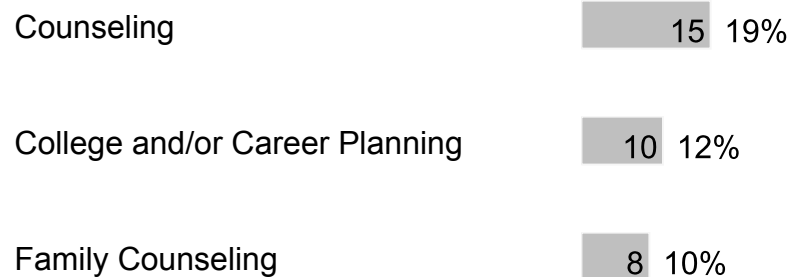 Counseling 15 19%
College and/or Career Planning 10 12%
Family Counseling 8 10%